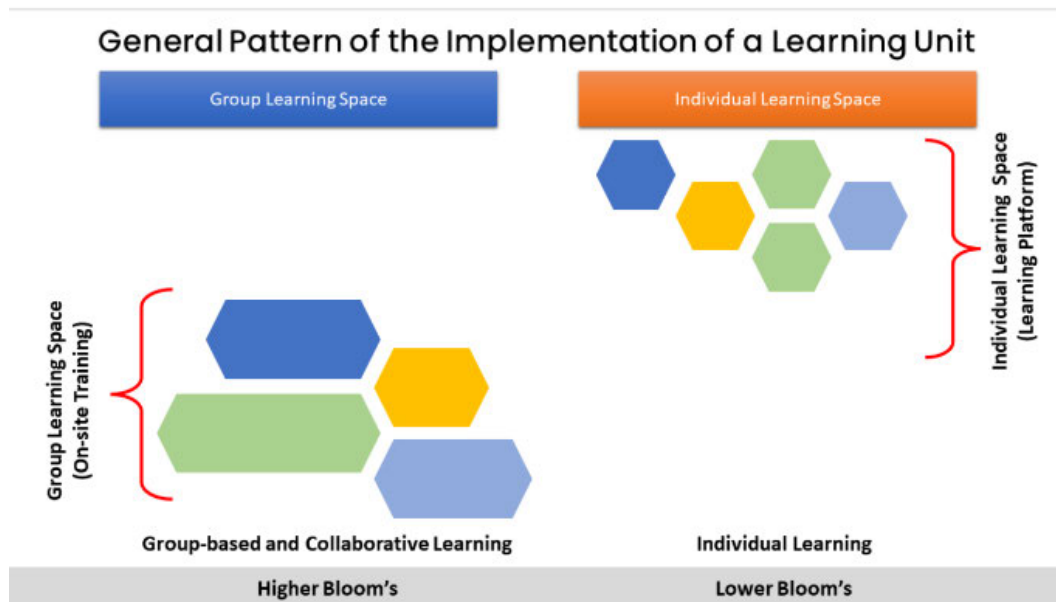 General Pattern of the Implementation of a Learning Unit
Group Learning Space
Individual Learning Space
Individual Learning Space
(Learning Platform)
Group Learning Space
(On-site Training)
Group-based and Collaborative Learning
Individual Learning
Higher Bloom's
Lower Bloom's